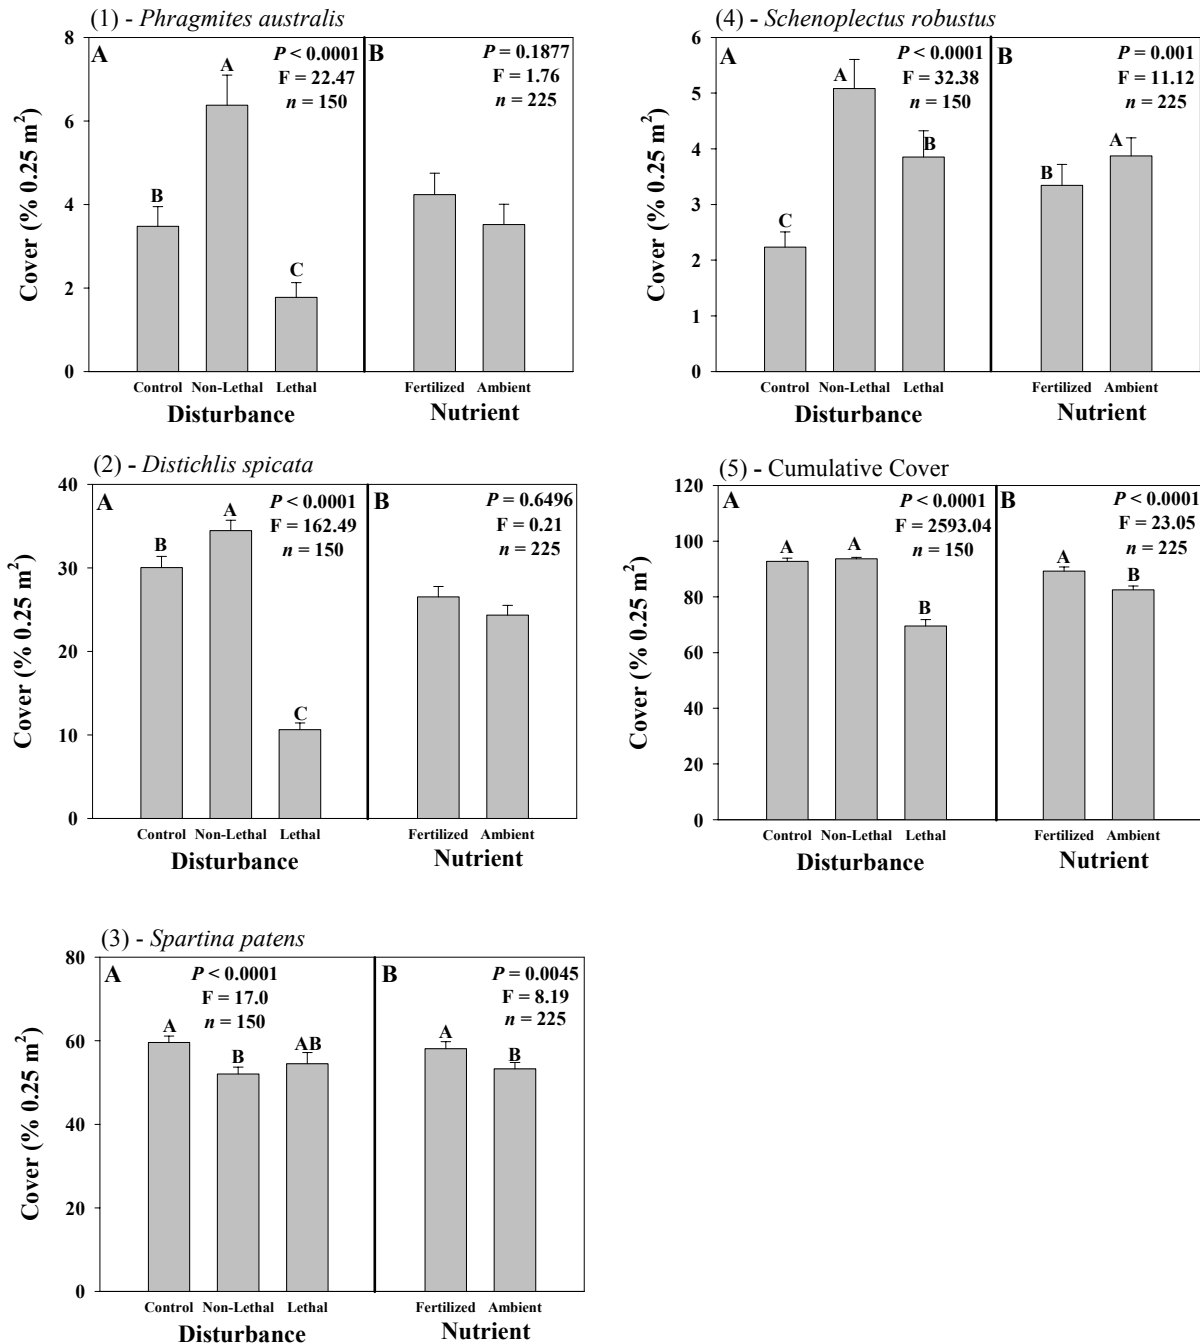 (1) - Phragmites australis
A
B
P < 0.0001
F = 22.47
n = 150
P = 0.1877
F = 1.76
n = 225
8
6
4
2
0
Cover (% 0.25 m²)
B
A
C
Control Non-Lethal Lethal
Fertilized Ambient
Disturbance
Nutrient
(2) - Distichlis spicata
A
B
P < 0.0001
F = 162.49
n = 150
P = 0.6496
F = 0.21
n = 225
40
30
20
10
0
Cover (% 0.25 m²)
B
A
C
Control Non-Lethal Lethal
Fertilized Ambient
Disturbance
Nutrient
(3) - Spartina patens
A
B
P < 0.0001
F = 17.0
n = 150
P = 0.0045
F = 8.19
n = 225
80
60
40
20
0
Cover (% 0.25 m²)
A
B
AB
A
B
Control Non-Lethal Lethal
Fertilized Ambient
Disturbance
Nutrient
(4) - Schenoplectus robustus
A
B
P < 0.0001
F = 32.38
n = 150
P = 0.001
F = 11.12
n = 225
6
5
4
3
2
1
0
Cover (% 0.25 m²)
C
A
B
B
A
Control Non-Lethal Lethal
Fertilized Ambient
Disturbance
Nutrient
(5) - Cumulative Cover
A
B
P < 0.0001
F = 2593.04
n = 150
P < 0.0001
F = 23.05
n = 225
120
100
80
60
40
20
0
Cover (% 0.25 m²)
A
A
B
A
B
Control Non-Lethal Lethal
Fertilized Ambient
Disturbance
Nutrient